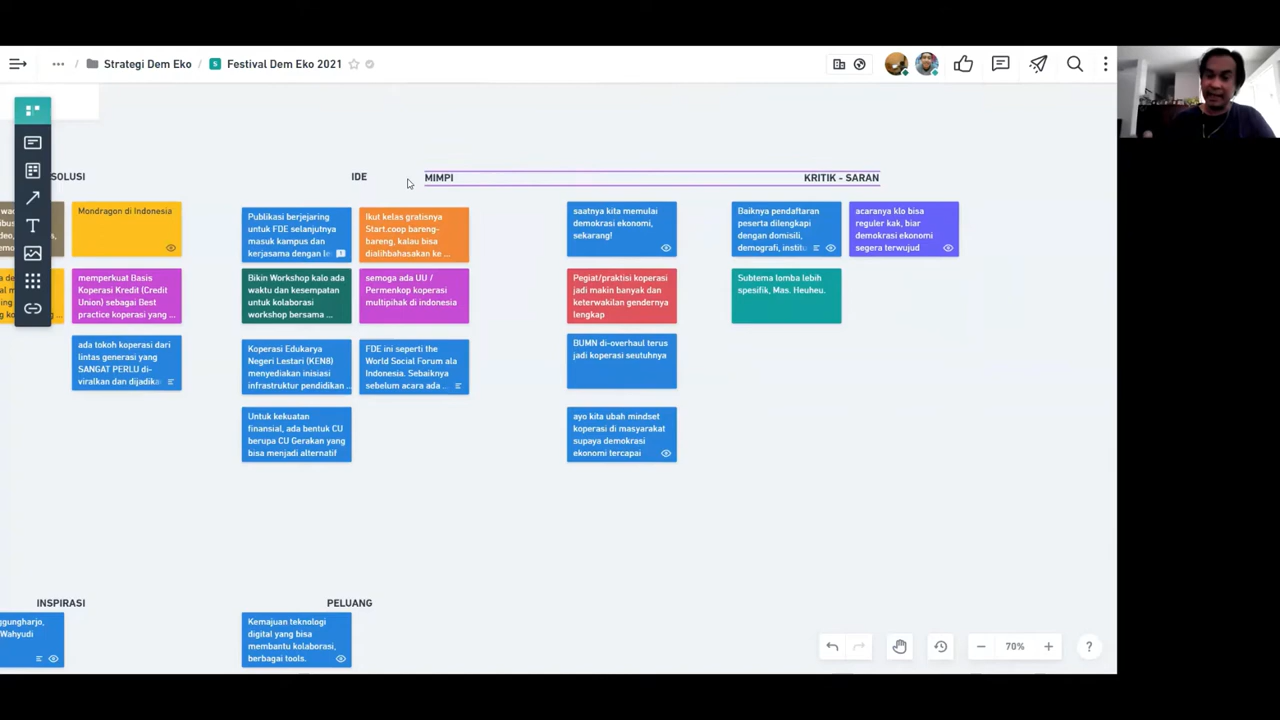 ... / Strategi Dem Eko / S Festival Dem Eko 2021
SOLUSI
IDE
MIMPI
KRITIK - SARAN
Mondragon di Indonesia
memperkuat Basis
Koperasi Kredit (Credit
Union) sebagai Best
practice koperasi yang ...
ada tokoh koperasi dari
lintas generasi yang
SANGAT PERLU di-
viralkan dan dijadika
Publikasi berjejaring
untuk FDE selanjutnya
masuk kampus dan
kerjasama dengan le
Ikut kelas gratisnya
Start.coop bareng-
bareng, kalau bisa
dialihbahasakan ke ...
Bikin Workshop kalo ada
waktu dan kesempatan
untuk kolaborasi
workshop bersama ...
semoga ada UU /
Permenkop koperasi
multipihak di indonesia
Koperasi Edukarya
Negeri Lestari (KEN8)
menyediakan inisiasi
infrastruktur pendidikan ...
FDE ini seperti the
World Social Forum ala
Indonesia. Sebaiknya
sebelum acara ada ...
Untuk kekuatan
finansial, ada bentuk CU
berupa CU Gerakan yang
bisa menjadi alternatif
saatnya kita memulai
demokrasi ekonomi,
sekarang!
Pegiat/praktisi koperasi
jadi makin banyak dan
keterwakilan gendernya
lengkap
BUMN di-overhaul terus
jadi koperasi seutuhnya
ayo kita ubah mindset
koperasi di masyarakat
supaya demokrasi
ekonomi tercapai
Baiknya pendaftaran
peserta dilengkapi
dengan domisili,
demografi, institu
acaranya klo bisa
reguler kak, biar
demokrasi ekonomi
segera terwujud
Subtema lomba lebih
spesifik, Mas. Heuheu.
INSPIRASI
ggungharjo,
Wahyudi
PELUANG
Kemajuan teknologi
digital yang bisa
membantu kolaborasi,
berbagai tools.
70%
?